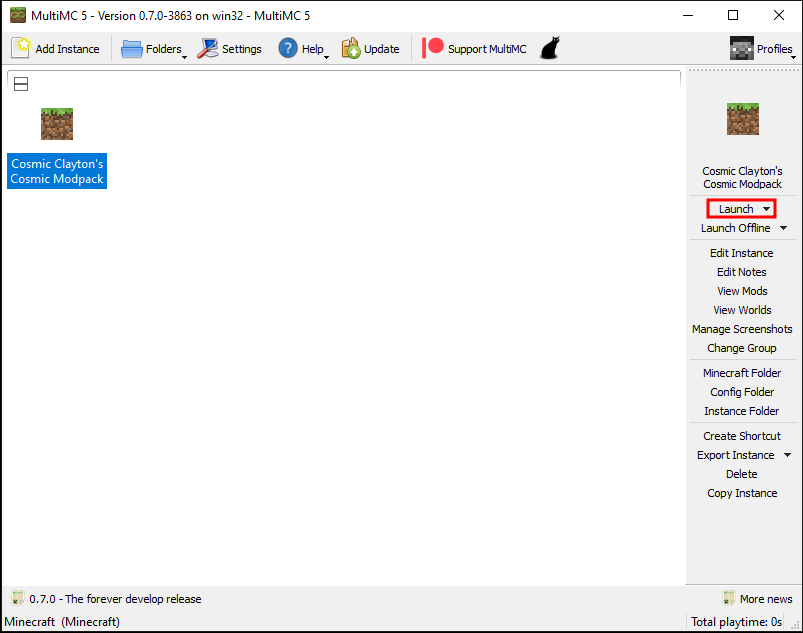 MultiMC 5 - Version 0.7.0-3863 on win32 - MultiMC 5
Add Instance
Folders
Settings
Help
Update
Support MultiMC
Profiles
Cosmic Clayton's
Cosmic Modpack
Cosmic Clayton's
Cosmic Modpack
Launch
Launch Offline
Edit Instance
Edit Notes
View Mods
View Worlds
Manage Screenshots
Change Group
Minecraft Folder
Config Folder
Instance Folder
Create Shortcut
Export Instance
Delete
Copy Instance
0.7.0 - The forever develop release
More news
Minecraft (Minecraft)
Total playtime: 0s